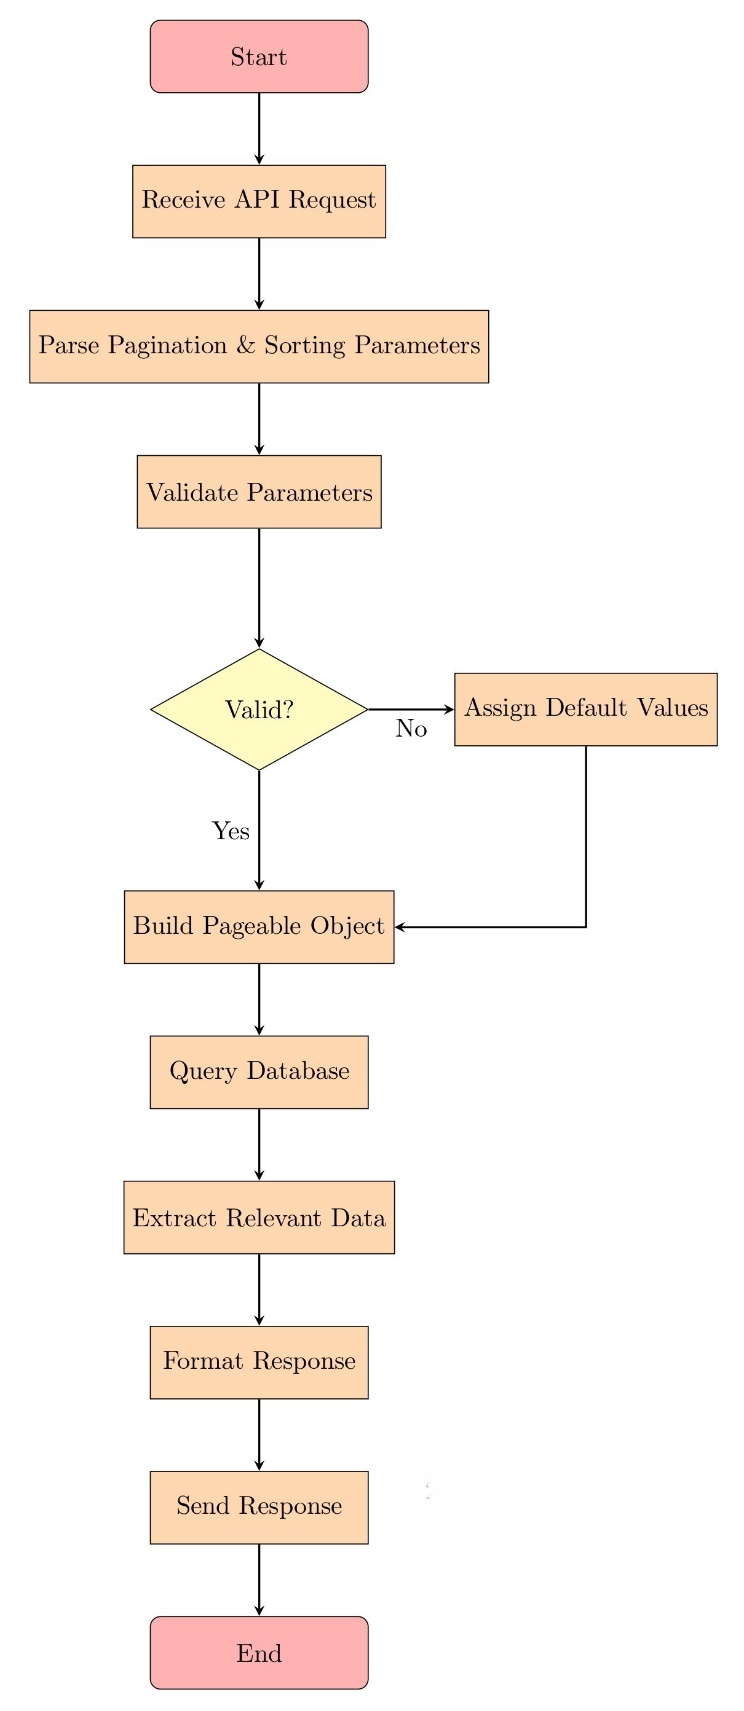 Start
Receive API Request
Parse Pagination & Sorting Parameters
Validate Parameters
Valid?
No
Assign Default Values
Yes
Build Pageable Object
Query Database
Extract Relevant Data
Format Response
Send Response
End